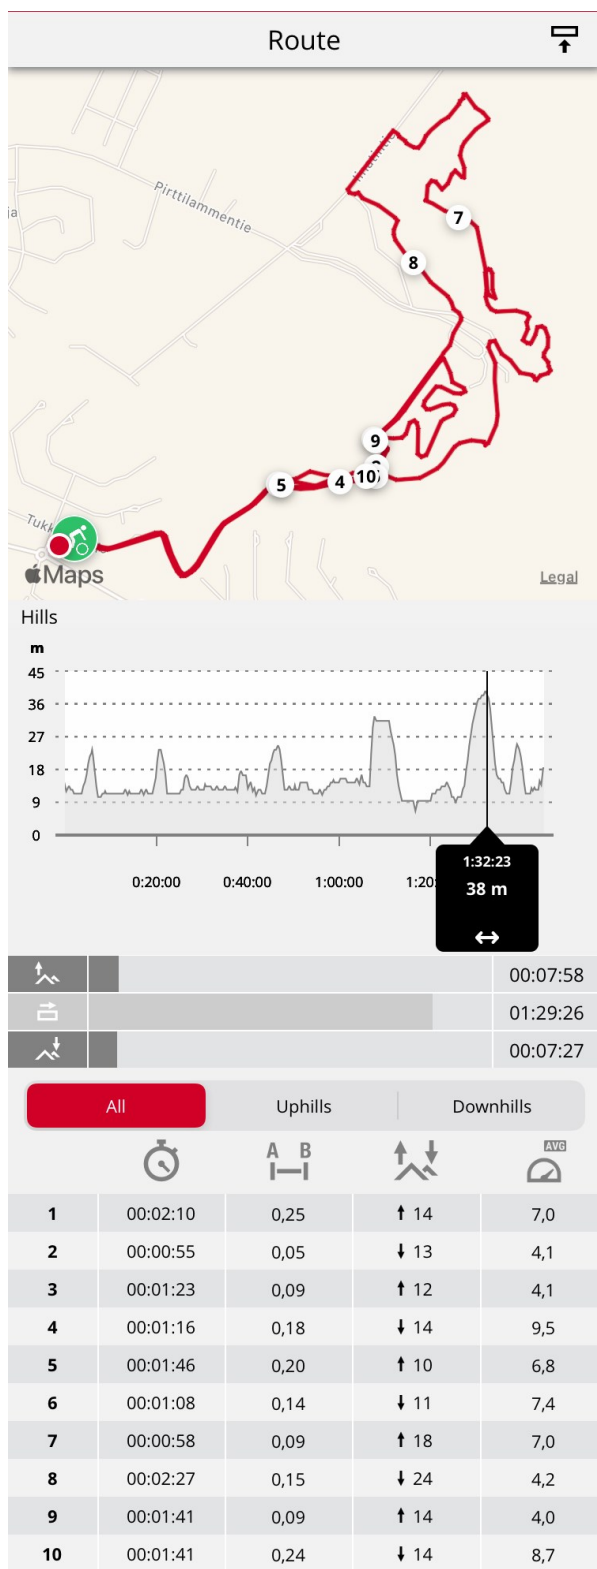 Route
Pirttilammentie
ja
7
8
9
10
4
5
Tukk
Maps
Legal
Hills
m
45
36
27
18
9
0
0:20:00 0:40:00 1:00:00 1:20:
1:32:23
38 m
00:07:58
01:29:26
00:07:27
All Uphills Downhills
A B AVG
1 00:02:10 0,25 14 7,0
2 00:00:55 0,05 13 4,1
3 00:01:23 0,09 12 4,1
4 00:01:16 0,18 14 9,5
5 00:01:46 0,20 10 6,8
6 00:01:08 0,14 11 7,4
7 00:00:58 0,09 18 7,0
8 00:02:27 0,15 24 4,2
9 00:01:41 0,09 14 4,0
10 00:01:41 0,24 14 8,7